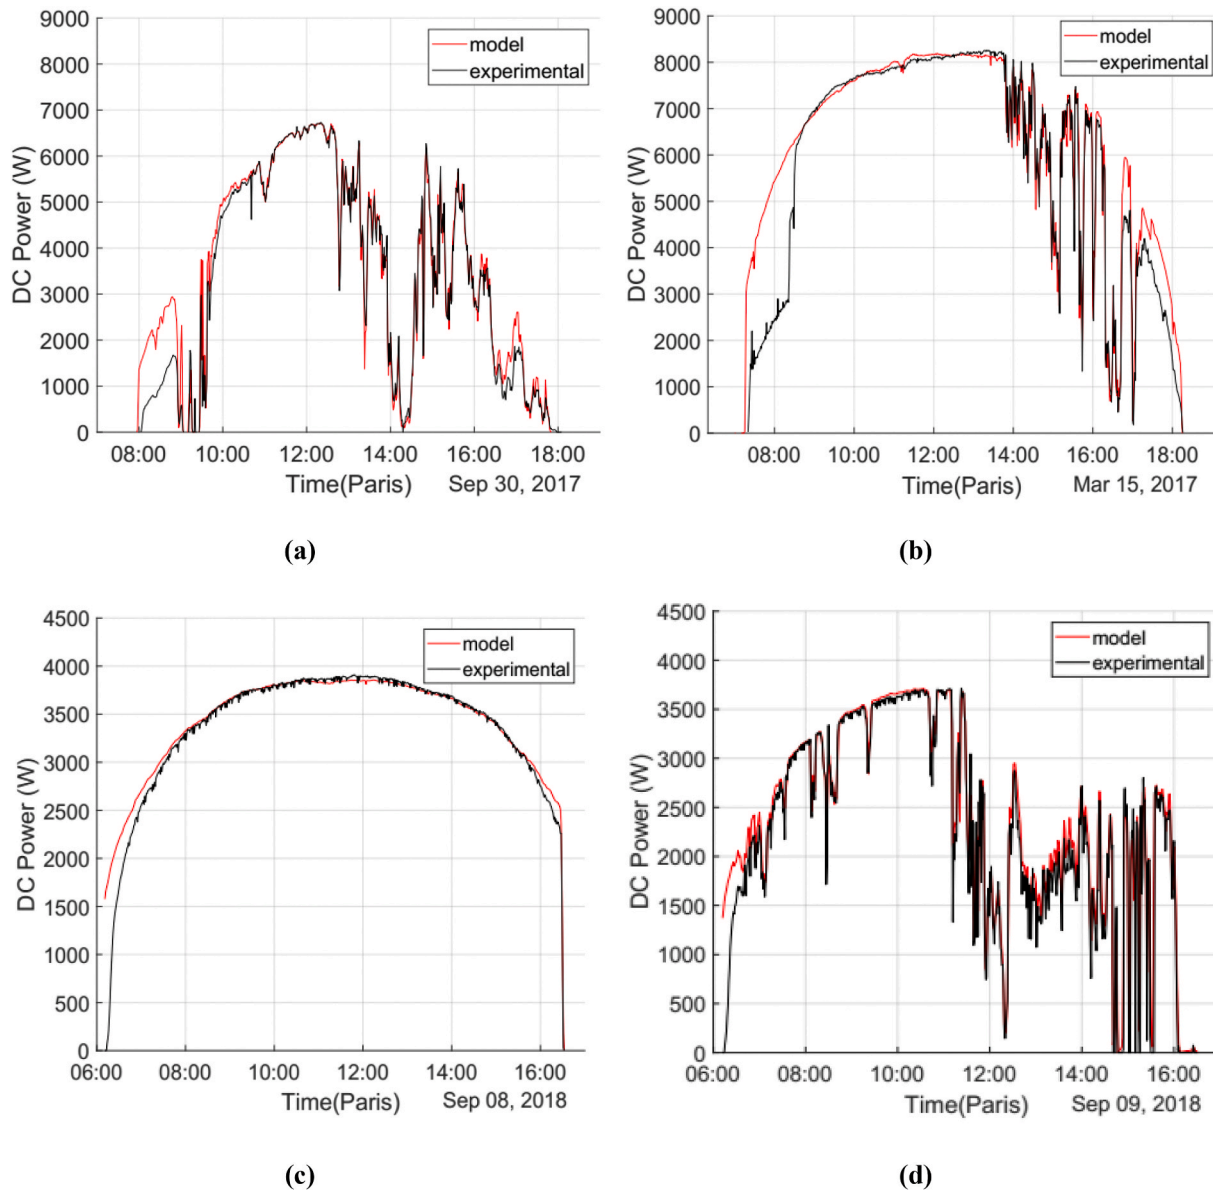 9000
8000
7000
6000
5000
4000
3000
2000
1000
0
DC Power (W)
model
experimental
08:00 10:00 12:00 14:00 16:00 18:00
Time(Paris) Sep 30, 2017
(a)
9000
8000
7000
6000
5000
4000
3000
2000
1000
0
DC Power (W)
model
experimental
08:00 10:00 12:00 14:00 16:00 18:00
Time(Paris) Mar 15, 2017
(b)
4500
4000
3500
3000
2500
2000
1500
1000
500
0
DC Power (W)
model
experimental
06:00 08:00 10:00 12:00 14:00 16:00
Time(Paris) Sep 08, 2018
(c)
4500
4000
3500
3000
2500
2000
1500
1000
500
0
DC Power (W)
model
experimental
06:00 08:00 10:00 12:00 14:00 16:00
Time(Paris) Sep 09, 2018
(d)